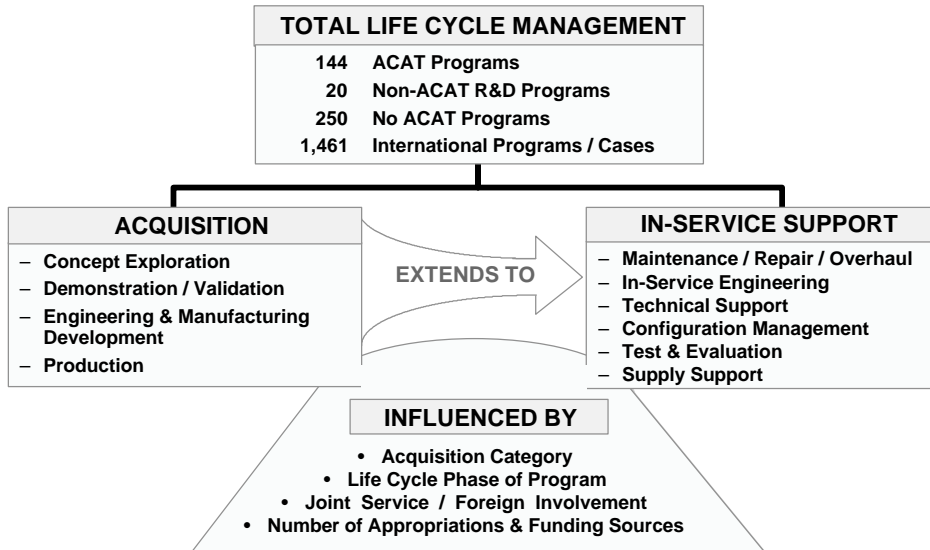 TOTAL LIFE CYCLE MANAGEMENT
144 ACAT Programs
20 Non-ACAT R&D Programs
250 No ACAT Programs
1,461 International Programs / Cases
ACQUISITION
– Concept Exploration
– Demonstration / Validation
– Engineering & Manufacturing
Development
– Production
EXTENDS TO
IN-SERVICE SUPPORT
– Maintenance / Repair / Overhaul
– In-Service Engineering
– Technical Support
– Configuration Management
– Test & Evaluation
– Supply Support
INFLUENCED BY
• Acquisition Category
• Life Cycle Phase of Program
• Joint Service / Foreign Involvement
• Number of Appropriations & Funding Sources